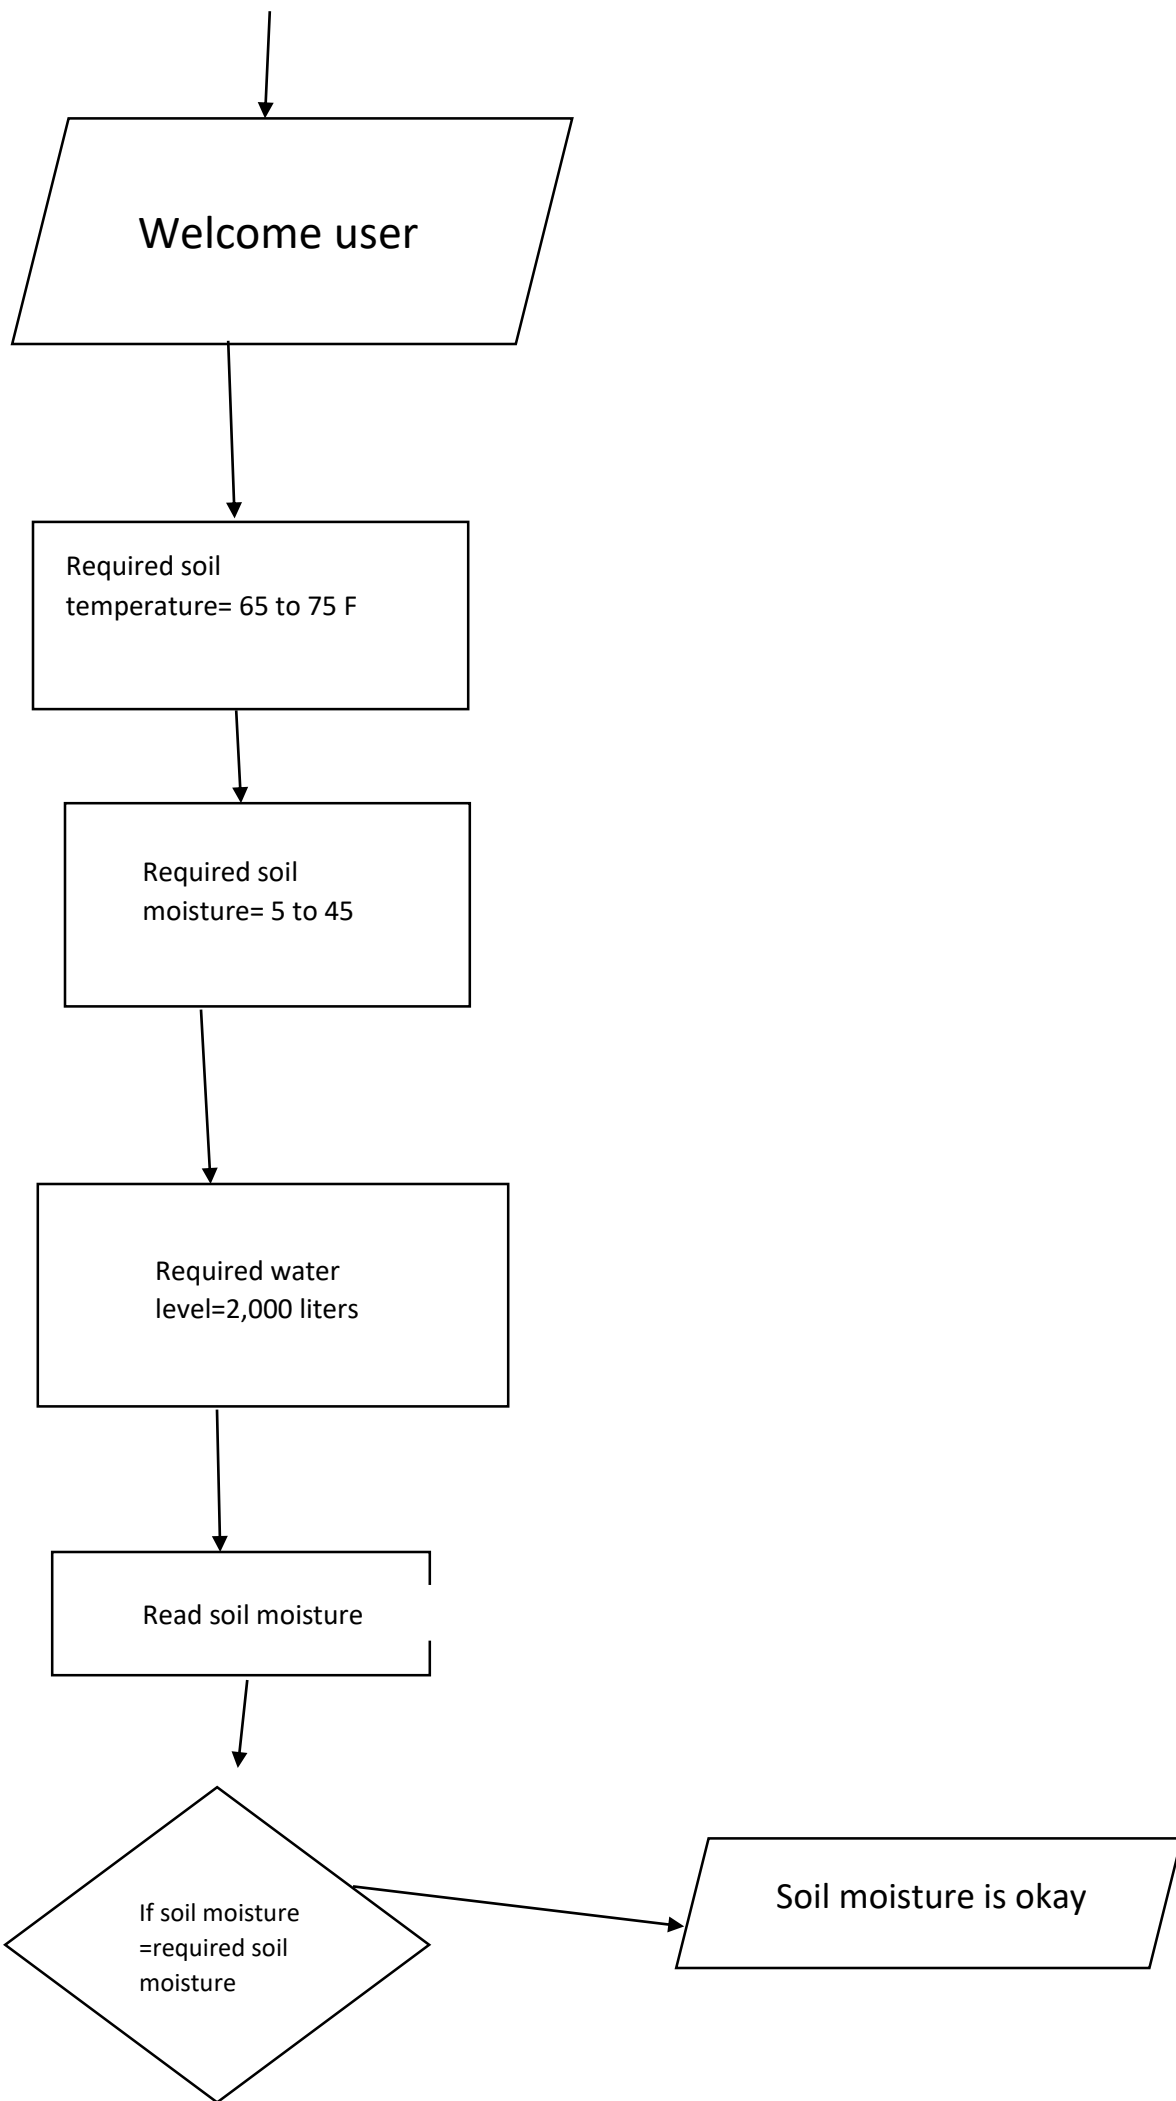 Welcome user
Required soil
temperature= 65 to 75 F
Required soil
moisture= 5 to 45
Required water
level=2,000 liters
Read soil moisture
If soil moisture
=required soil
moisture
Soil moisture is okay